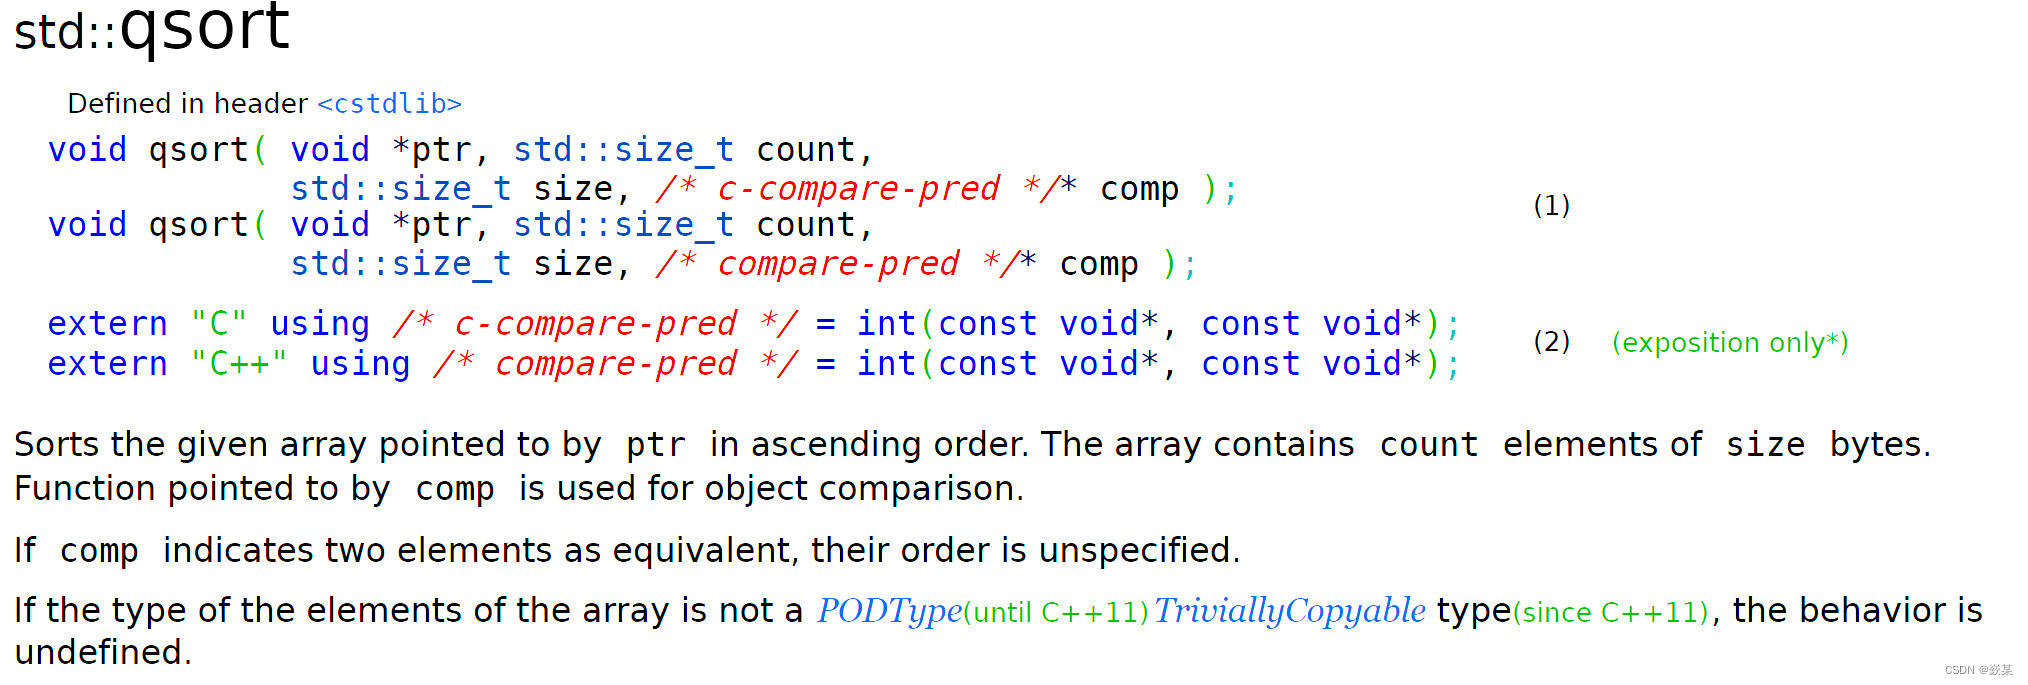 std::qsort
Defined in header <cstdlib>
void qsort( void *ptr, std::size_t count,
std::size_t size, /* c-compare-pred */* comp );
void qsort( void *ptr, std::size_t count,
std::size_t size, /* compare-pred */* comp );
(1)
extern "C" using /* c-compare-pred */ = int(const void*, const void*);
extern "C++" using /* compare-pred */ = int(const void*, const void*);
(2) (exposition only*)
Sorts the given array pointed to by ptr in ascending order. The array contains count elements of size bytes.
Function pointed to by comp is used for object comparison.
If comp indicates two elements as equivalent, their order is unspecified.
If the type of the elements of the array is not a PODType(until C++11)TriviallyCopyable type(since C++11), the behavior is
undefined.
CSDN @嶔某